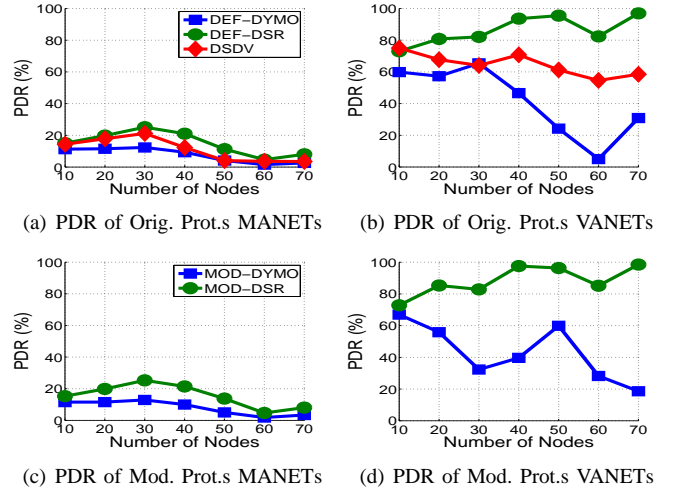 100
80
60
40
20
0
PDR (%)
10 20 30 40 50 60 70
Number of Nodes
DEF-DYMO
DEF-DSR
DSDV
(a) PDR of Orig. Prot.s MANETs
100
80
60
40
20
0
PDR (%)
10 20 30 40 50 60 70
Number of Nodes
(b) PDR of Orig. Prot.s VANETs
100
80
60
40
20
0
PDR (%)
10 20 30 40 50 60 70
Number of Nodes
MOD-DYMO
MOD-DSR
(c) PDR of Mod. Prot.s MANETs
100
80
60
40
20
0
PDR (%)
10 20 30 40 50 60 70
Number of Nodes
(d) PDR of Mod. Prot.s VANETs